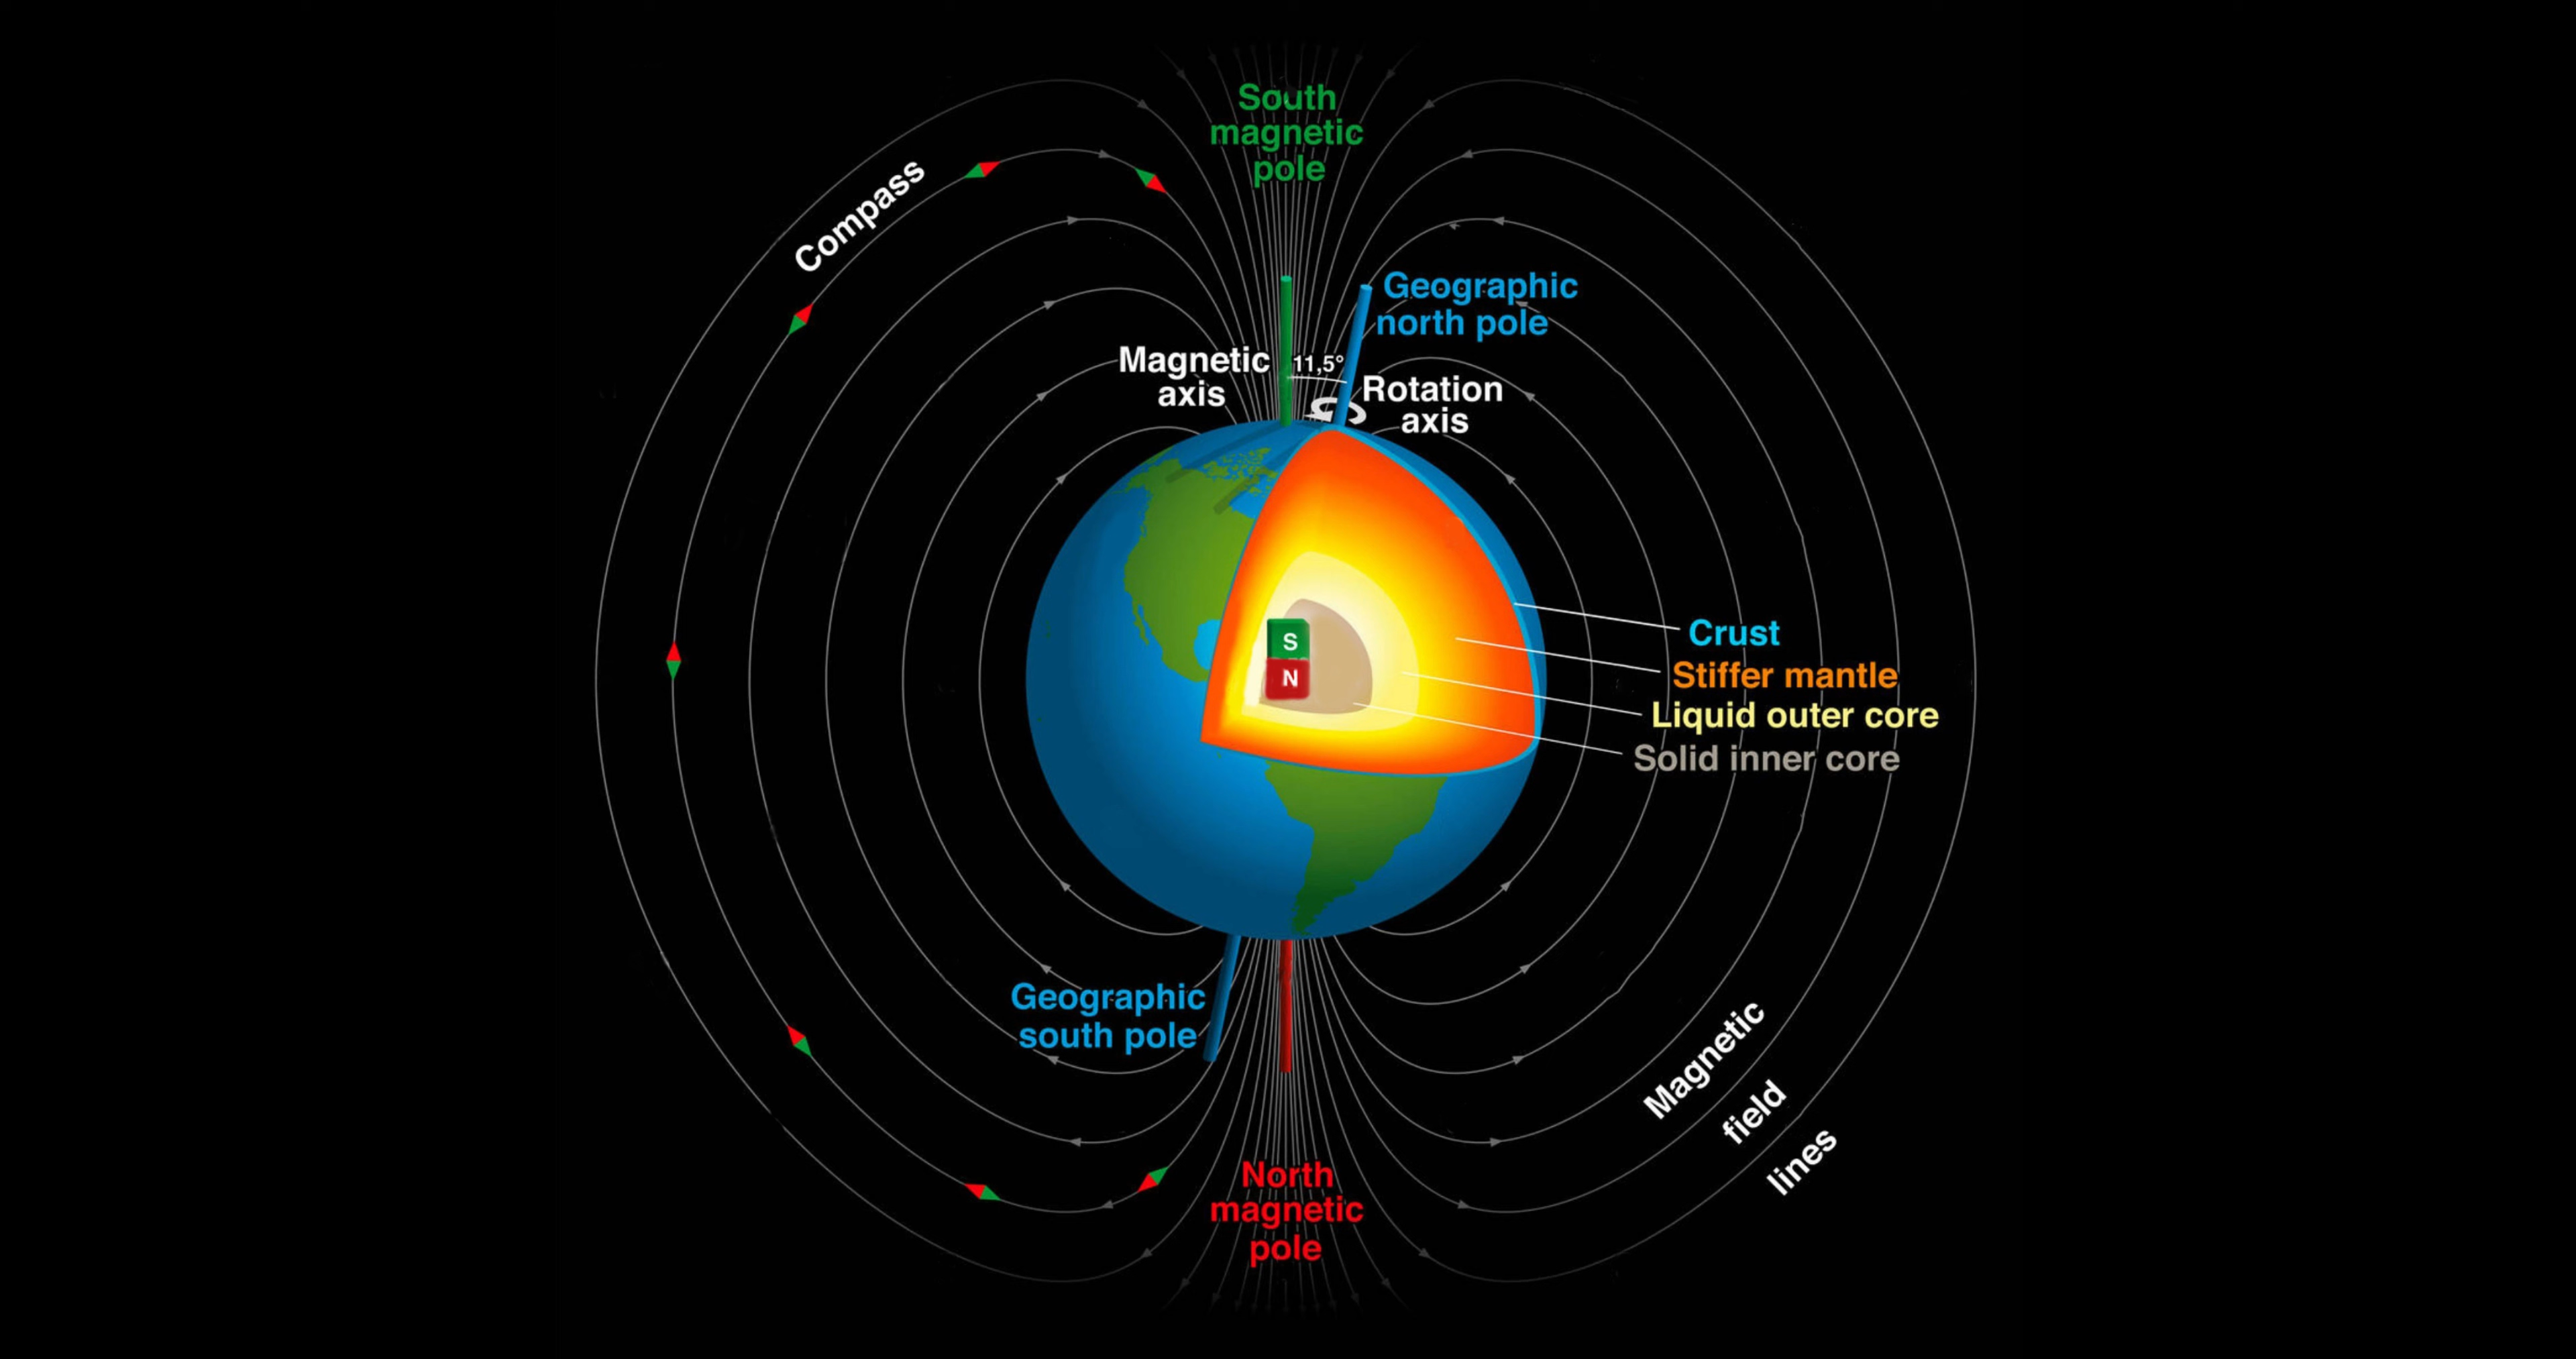 South
magnetic
pole
Compass
Geographic
north pole
Magnetic
axis
11,5°
Rotation
axis
S
N
Crust
Stiffer mantle
Liquid outer core
Solid inner core
Geographic
south pole
Magnetic
field
lines
North
magnetic
pole